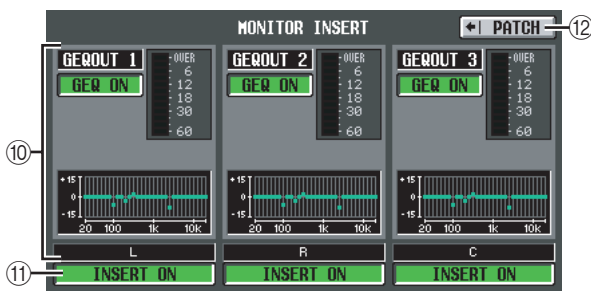 MONITOR INSERT
PATCH
⑫
GEQOUT 1
GEQ ON
OVER
6
12
18
30
60
+15
0
-15
20 100 1k 10k
L
INSERT ON
GEQOUT 2
GEQ ON
OVER
6
12
18
30
60
+15
0
-15
20 100 1k 10k
R
INSERT ON
GEQOUT 3
GEQ ON
OVER
6
12
18
30
60
+15
0
-15
20 100 1k 10k
C
INSERT ON
⑩
⑪